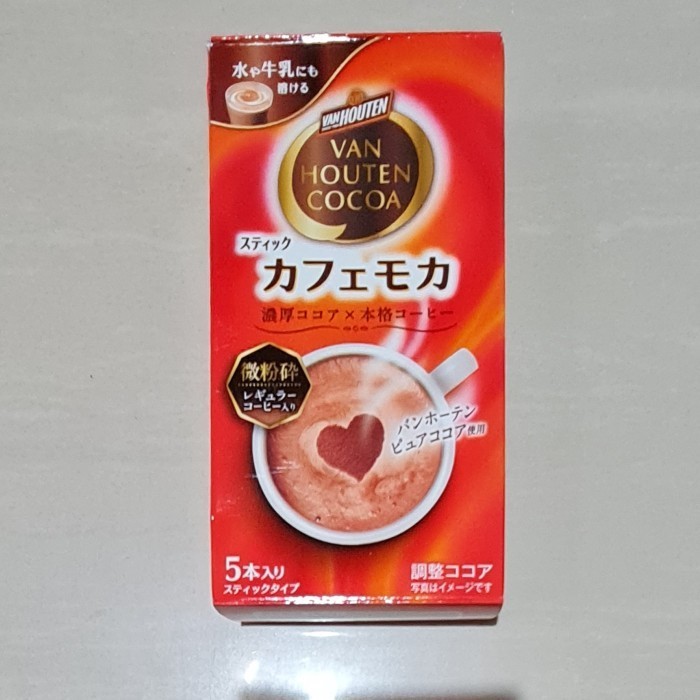 水や牛乳にも
溶ける
VAN HOUTEN
VAN
HOUTEN
COCOA
スティック
カフェモカ
濃厚ココア×本格コーヒー
微粉砕
レギュラー
コーヒー入り
バンホーテン
ピュアココア使用
5本入り
スティックタイプ
調整ココア
写真はイメージです